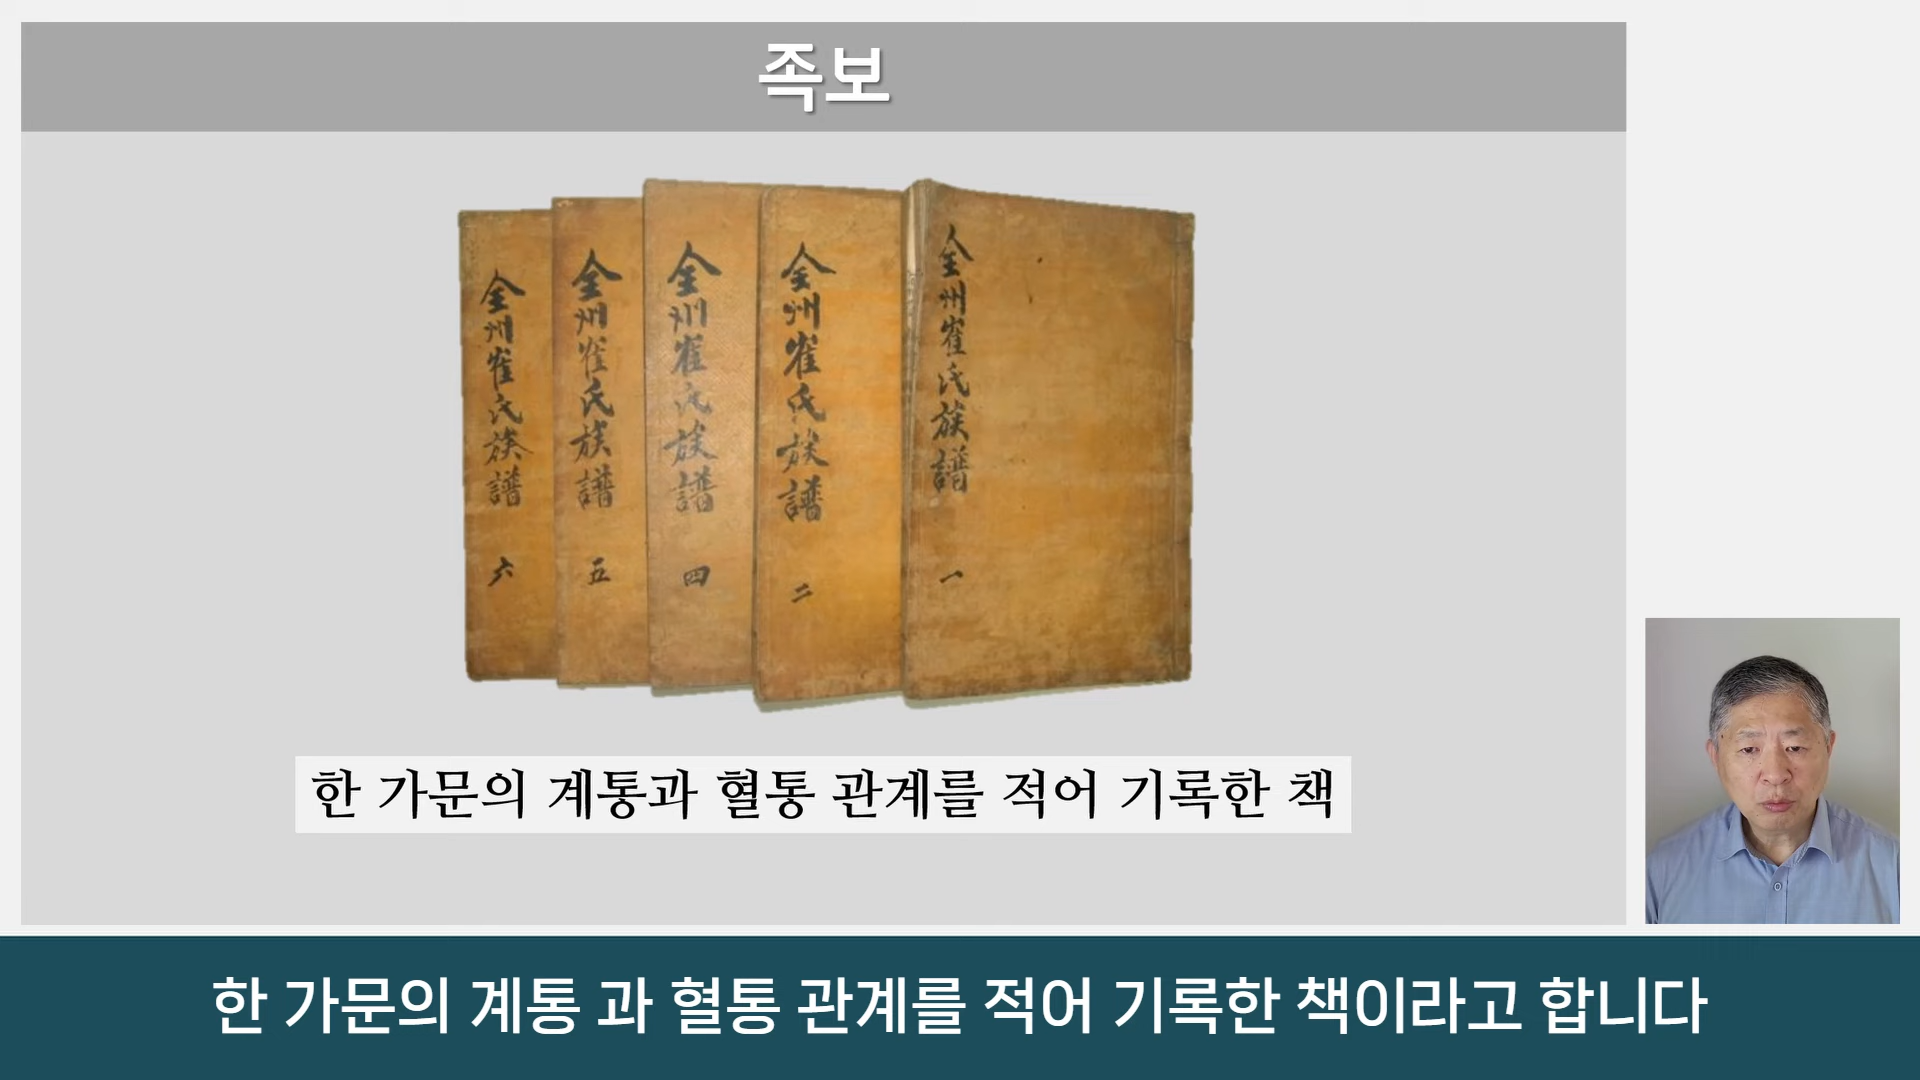 족보
全州崔氏族譜 六
全州崔氏族譜 五
全州崔氏族譜 四
全州崔氏族譜 二
全州崔氏族譜 一
한 가문의 계통과 혈통 관계를 적어 기록한 책
한 가문의 계통 과 혈통 관계를 적어 기록한 책이라고 합니다